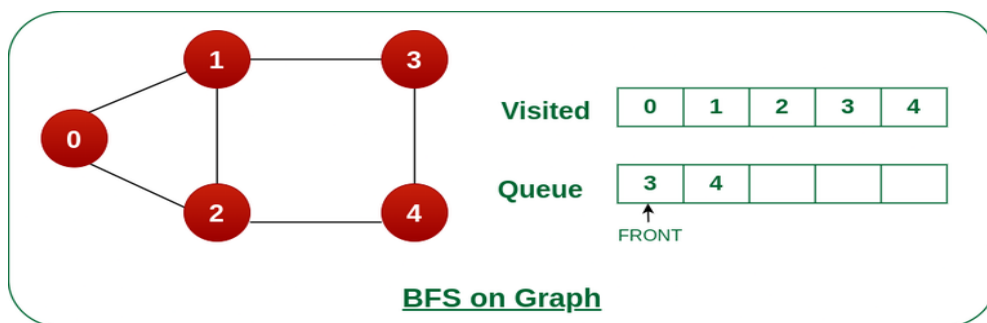 1
3
0
2
4
Visited
0 1 2 3 4
Queue
3 4
FRONT
BFS on Graph